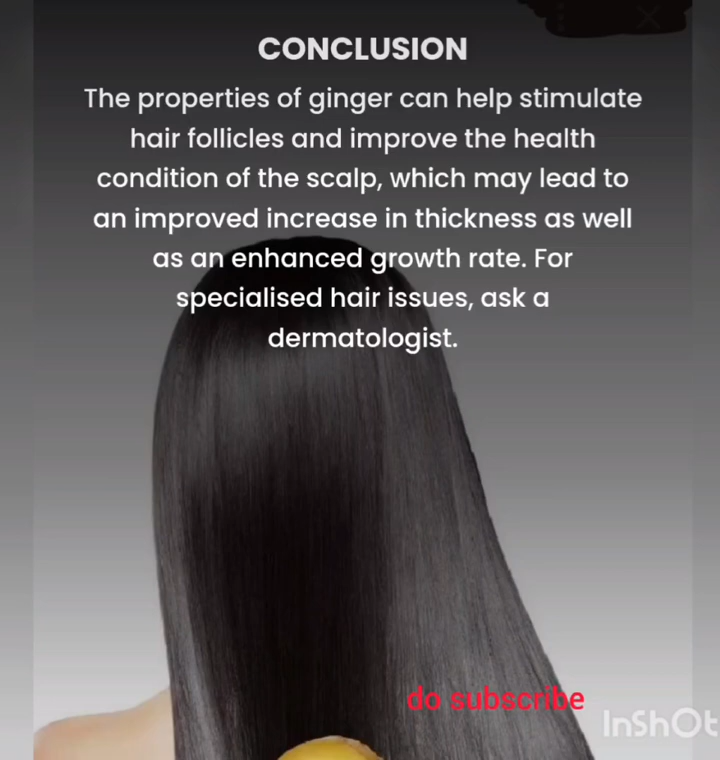 CONCLUSION
The properties of ginger can help stimulate
hair follicles and improve the health
condition of the scalp, which may lead to
an improved increase in thickness as well
as an enhanced growth rate. For
specialised hair issues, ask a
dermatologist.
do subscribe
InShOt